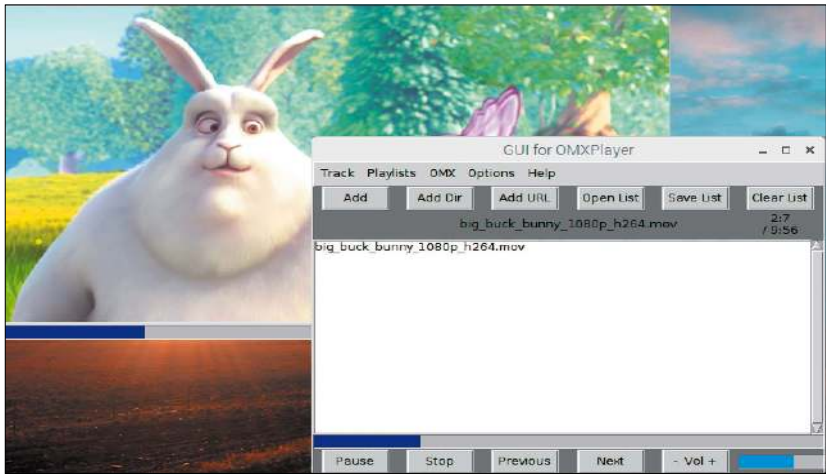 GUI for OMXPlayer
Track Playlists OMX Options Help
Add Add Dir Add URL Open List Save List Clear List
big_buck_bunny_1080p_h264.mov
2:7
/ 9:56
big_buck_bunny_1080p_h264.mov
Pause Stop Previous Next - Vol +